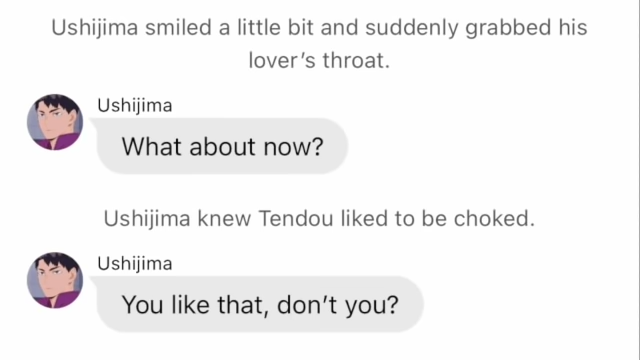 Ushijima smiled a little bit and suddenly grabbed his
lover's throat.
Ushijima
What about now?
Ushijima knew Tendou liked to be choked.
Ushijima
You like that, don't you?